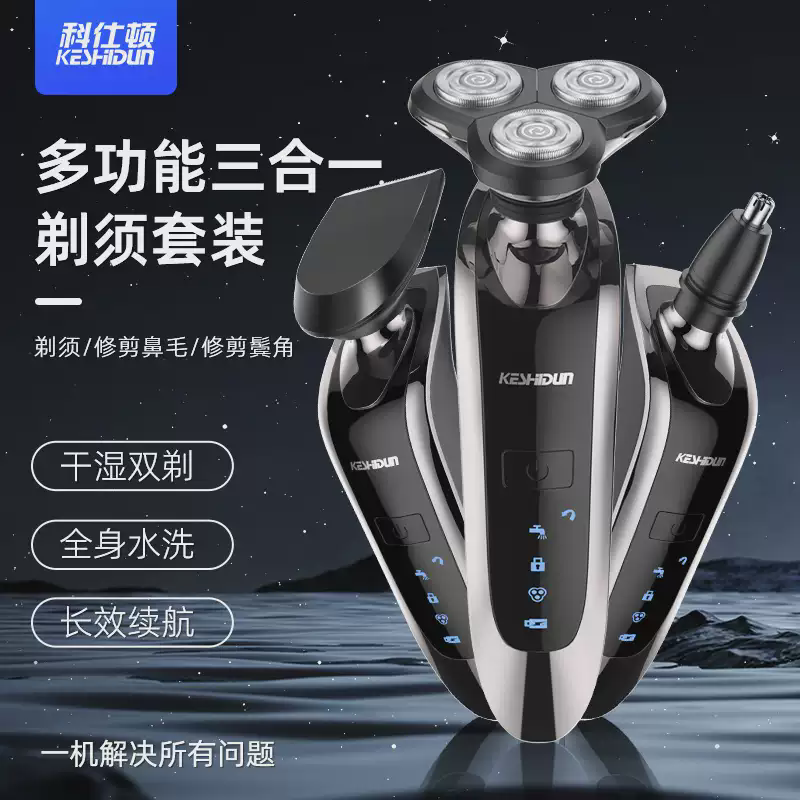 科仕顿
KESHIDUN
多功能三合一
剃须套装
剃须/修剪鼻毛/修剪鬓角
干湿双剃
全身水洗
长效续航
一机解决所有问题
KESHIDUN
KESHIDUN
KESHIDUN